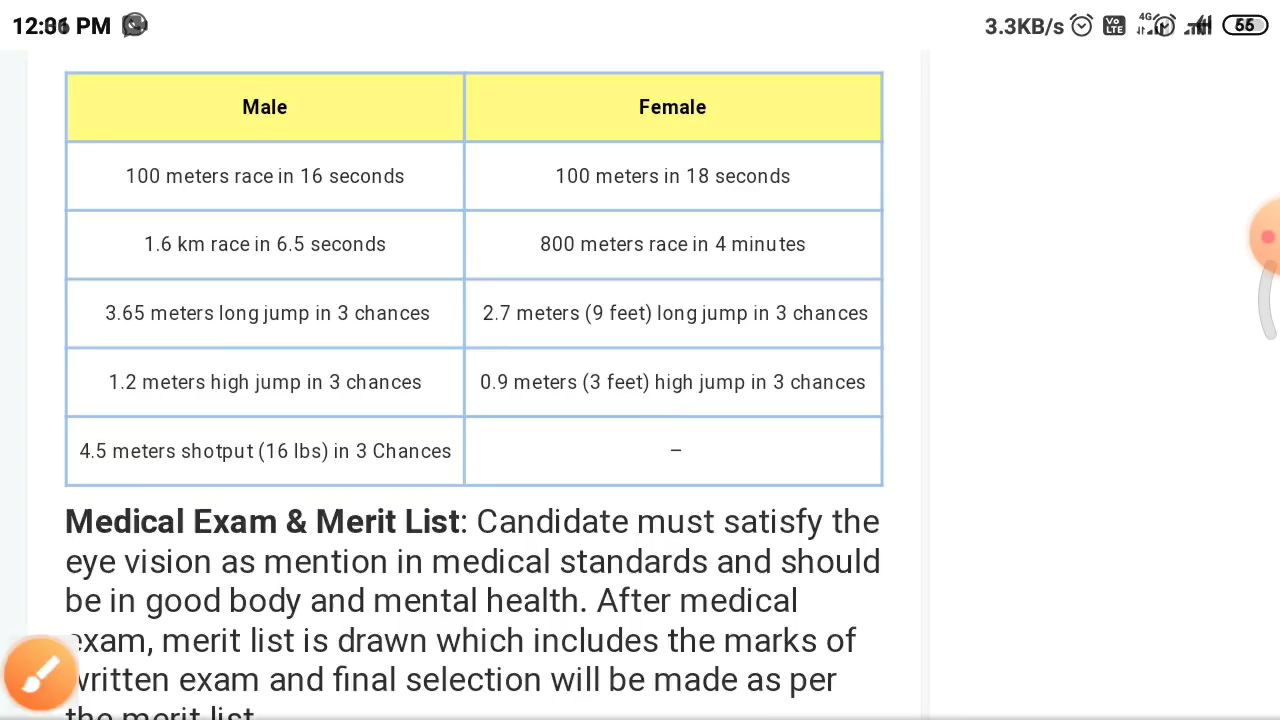 3.3KB/s
Male Female
100 meters race in 16 seconds 100 meters in 18 seconds
1.6 km race in 6.5 seconds 800 meters race in 4 minutes
3.65 meters long jump in 3 chances 2.7 meters (9 feet) long jump in 3 chances
1.2 meters high jump in 3 chances 0.9 meters (3 feet) high jump in 3 chances
4.5 meters shotput (16 lbs) in 3 Chances –
Medical Exam & Merit List: Candidate must satisfy the
eye vision as mention in medical standards and should
be in good body and mental health. After medical
exam, merit list is drawn which includes the marks of
written exam and final selection will be made as per
the merit list